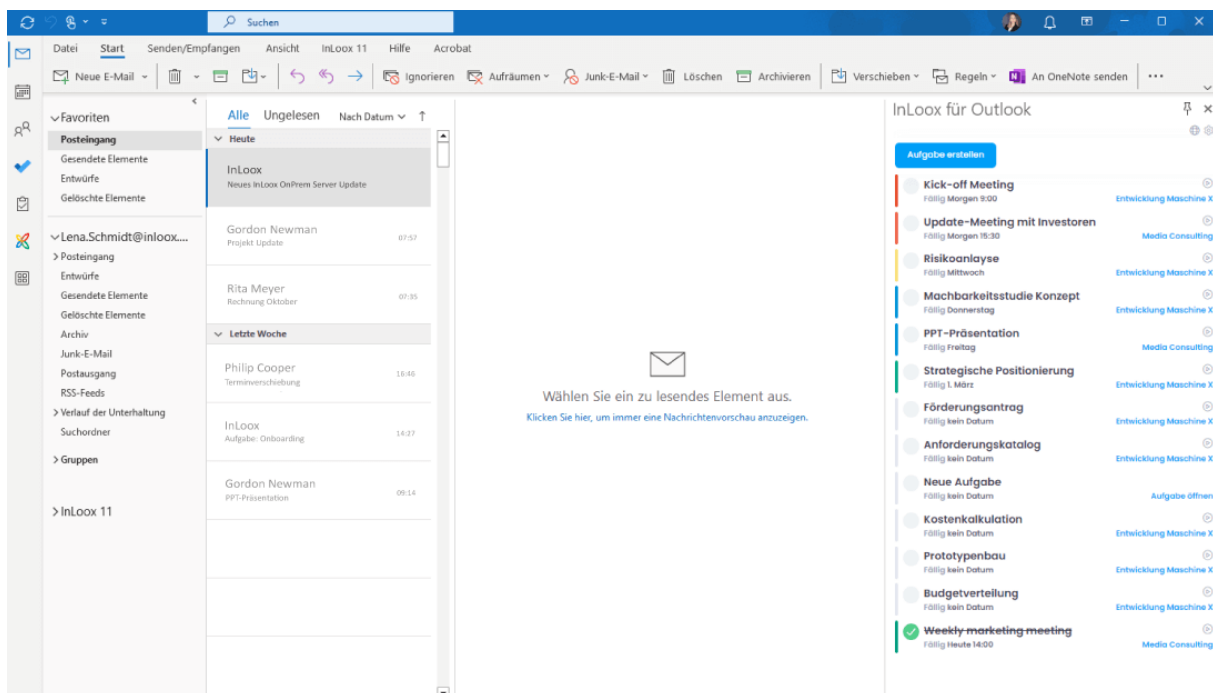 Suchen
Datei Start Senden/Empfangen Ansicht InLoox 11 Hilfe Acrobat
Neue E-Mail Ignorieren Aufräumen Junk-E-Mail Löschen Archivieren Verschieben Regeln An OneNote senden
Favoriten
Posteingang
Gesendete Elemente
Entwürfe
Gelöschte Elemente
Lena.Schmidt@inloox....
Posteingang
Entwürfe
Gesendete Elemente
Gelöschte Elemente
Archiv
Junk-E-Mail
Postausgang
RSS-Feeds
Verlauf der Unterhaltung
Suchordner
Gruppen
InLoox 11
Alle Ungelesen Nach Datum
Heute
InLoox
Neues InLoox OnPrem Server Update
Gordon Newman
Projekt Update 07:57
Rita Meyer
Rechnung Oktober 07:35
Letzte Woche
Philip Cooper
Terminverschiebung 16:46
InLoox
Aufgabe: Onboarding 14:27
Gordon Newman
PPT-Präsentation 09:14
Wählen Sie ein zu lesendes Element aus.
Klicken Sie hier, um immer eine Nachrichtenvorschau anzuzeigen.
InLoox für Outlook
Aufgabe erstellen
Kick-off Meeting
Fällig Morgen 9:00 Entwicklung Maschine X
Update-Meeting mit Investoren
Fällig Morgen 15:30 Media Consulting
Risikoanlayse
Fällig Mittwoch Entwicklung Maschine X
Machbarkeitsstudie Konzept
Fällig Donnerstag Entwicklung Maschine X
PPT-Präsentation
Fällig Freitag Media Consulting
Strategische Positionierung
Fällig 1. März Entwicklung Maschine X
Förderungsantrag
Fällig kein Datum Entwicklung Maschine X
Anforderungskatalog
Fällig kein Datum Entwicklung Maschine X
Neue Aufgabe
Fällig kein Datum Aufgabe öffnen
Kostenkalkulation
Fällig kein Datum Entwicklung Maschine X
Prototypenbau
Fällig kein Datum Entwicklung Maschine X
Budgetverteilung
Fällig kein Datum Entwicklung Maschine X
Weekly marketing meeting
Fällig Heute 14:00 Media Consulting